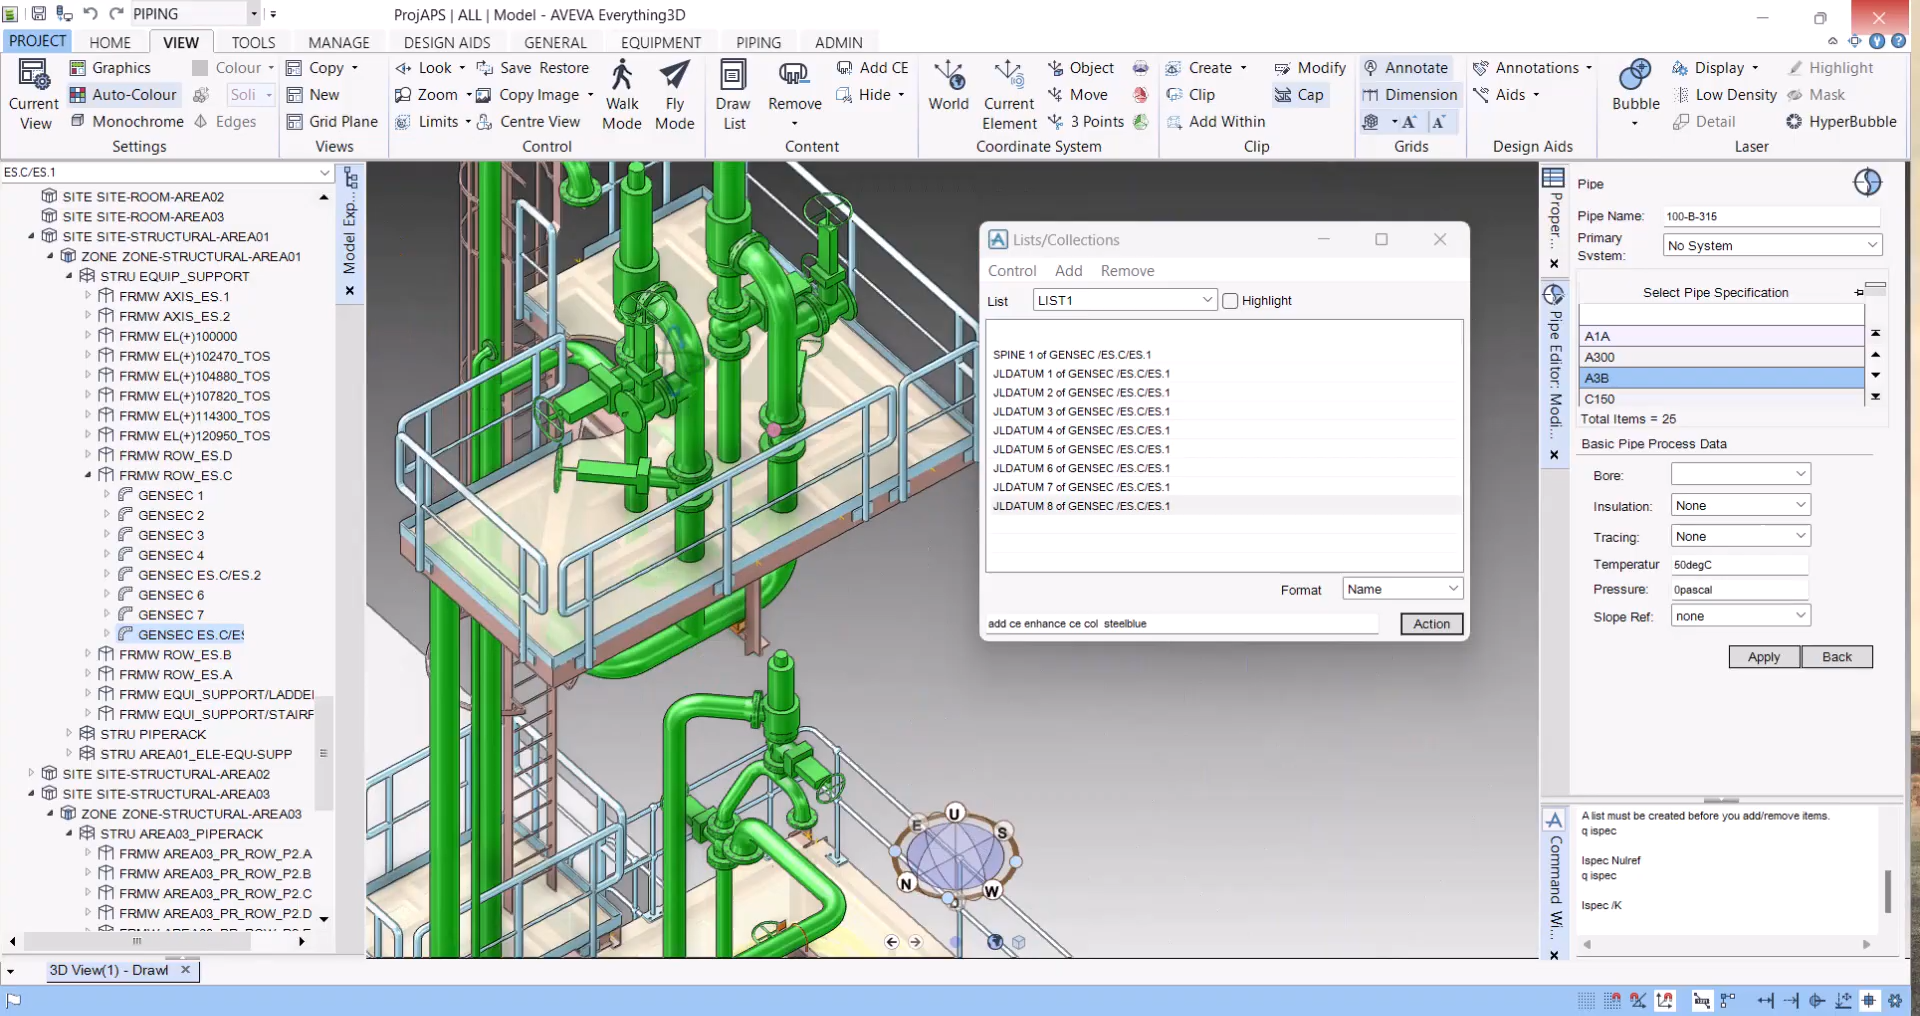 PIPING
ProjAPS | ALL | Model - AVEVA Everything3D
PROJECT HOME VIEW TOOLS MANAGE DESIGN AIDS GENERAL EQUIPMENT PIPING ADMIN
Current View
Graphics
Auto-Colour
Monochrome
Colour
Soli
Edges
Settings
Copy
New
Grid Plane
Views
Look
Zoom
Limits
Save Restore
Copy Image
Centre View
Walk Mode
Fly Mode
Control
Draw List
Remove
Add CE
Hide
Content
World
Current Element
Object
Move
3 Points
Coordinate System
Create
Clip
Add Within
Modify
Cap
Clip
Annotate
Dimension
A A
Grids
Annotations
Aids
Design Aids
Bubble
Display
Low Density
Detail
Highlight
Mask
HyperBubble
Laser
ES.C/ES.1
SITE SITE-ROOM-AREA02
SITE SITE-ROOM-AREA03
SITE SITE-STRUCTURAL-AREA01
ZONE ZONE-STRUCTURAL-AREA01
STRU EQUIP_SUPPORT
FRMW AXIS_ES.1
FRMW AXIS_ES.2
FRMW EL(+)100000
FRMW EL(+)102470_TOS
FRMW EL(+)104880_TOS
FRMW EL(+)107820_TOS
FRMW EL(+)114300_TOS
FRMW EL(+)120950_TOS
FRMW ROW_ES.D
FRMW ROW_ES.C
GENSEC 1
GENSEC 2
GENSEC 3
GENSEC 4
GENSEC ES.C/ES.2
GENSEC 6
GENSEC 7
GENSEC ES.C/ES
FRMW ROW_ES.B
FRMW ROW_ES.A
FRMW EQUI_SUPPORT/LADDE
FRMW EQUI_SUPPORT/STAIRF
STRU PIPERACK
STRU AREA01_ELE-EQU-SUPP
SITE SITE-STRUCTURAL-AREA02
SITE SITE-STRUCTURAL-AREA03
ZONE ZONE-STRUCTURAL-AREA03
STRU AREA03_PIPERACK
FRMW AREA03_PR_ROW_P2.A
FRMW AREA03_PR_ROW_P2.B
FRMW AREA03_PR_ROW_P2.C
FRMW AREA03_PR_ROW_P2.D
Model Exp...
3D View(1) - Drawl
E U S N W
Lists/Collections
Control Add Remove
List LIST1 Highlight
SPINE 1 of GENSEC /ES.C/ES.1
JLDATUM 1 of GENSEC /ES.C/ES.1
JLDATUM 2 of GENSEC /ES.C/ES.1
JLDATUM 3 of GENSEC /ES.C/ES.1
JLDATUM 4 of GENSEC /ES.C/ES.1
JLDATUM 5 of GENSEC /ES.C/ES.1
JLDATUM 6 of GENSEC /ES.C/ES.1
JLDATUM 7 of GENSEC /ES.C/ES.1
JLDATUM 8 of GENSEC /ES.C/ES.1
Format Name
add ce enhance ce col steelblue Action
Proper...
Pipe Editor: Modi...
Command Wi...
Pipe
Pipe Name: 100-B-315
Primary System: No System
Select Pipe Specification
A1A
A300
A3B
C150
Total Items = 25
Basic Pipe Process Data
Bore:
Insulation: None
Tracing: None
Temperatur 50degC
Pressure: 0pascal
Slope Ref: none
Apply Back
A list must be created before you add/remove items.
q ispec
Ispec Nulref
q ispec
Ispec /K